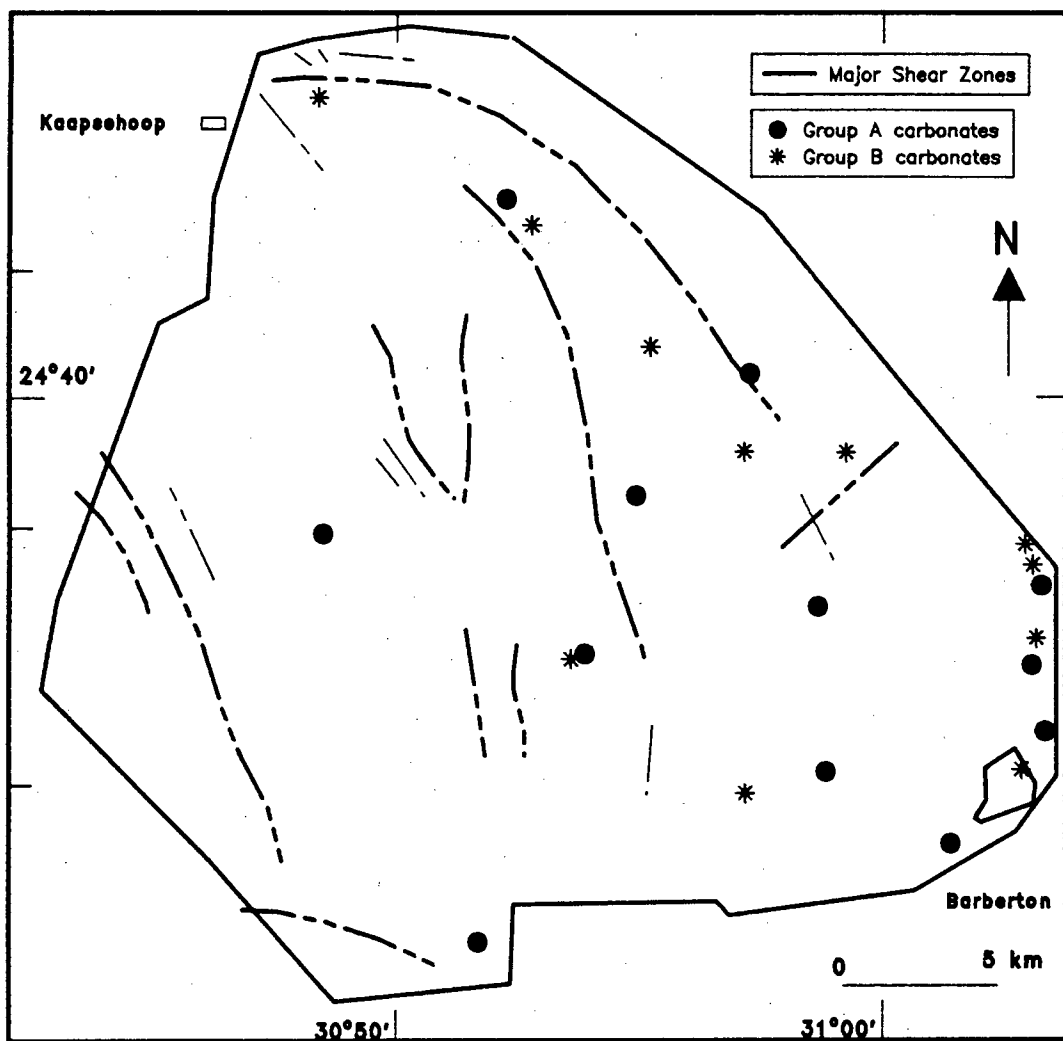 Major Shear Zones
Group A carbonates
Group B carbonates
Kaapsehoop
N
24°40'
Barberton
0 5 km
30°50' 31°00'